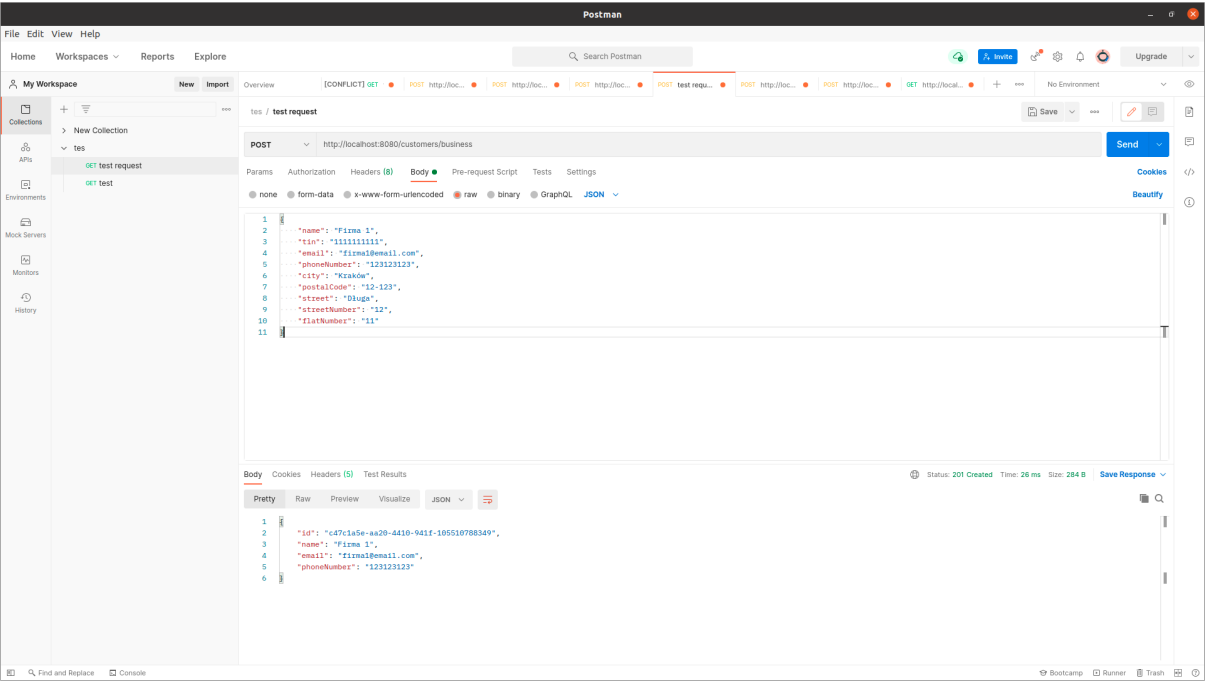 Postman
File Edit View Help
Home Workspaces Reports Explore
Search Postman
Invite
Upgrade
My Workspace
New Import
Overview
[CONFLICT] GET
POST http://loc...
POST http://loc...
POST http://loc...
POST test requ...
POST http://loc...
POST http://loc...
GET http://local...
No Environment
Collections
APIs
Environments
Mock Servers
Monitors
History
New Collection
tes
GET test request
GET test
tes / test request
Save
POST http://localhost:8080/customers/business
Send
Params Authorization Headers (8) Body Pre-request Script Tests Settings
Cookies
none form-data x-www-form-urlencoded raw binary GraphQL JSON
Beautify
1 {
2 "name": "Firma 1",
3 "tin": "1111111111",
4 "email": "firma1@email.com",
5 "phoneNumber": "123123123",
6 "city": "Kraków",
7 "postalCode": "12-123",
8 "street": "Długa",
9 "streetNumber": "12",
10 "flatNumber": "11"
11 }
Body Cookies Headers (5) Test Results
Status: 201 Created Time: 26 ms Size: 284 B Save Response
Pretty Raw Preview Visualize JSON
1 {
2 "id": "c47c1a5e-aa20-4410-941f-105510788349",
3 "name": "Firma 1",
4 "email": "firma1@email.com",
5 "phoneNumber": "123123123"
6 }
Find and Replace Console
Bootcamp Runner Trash